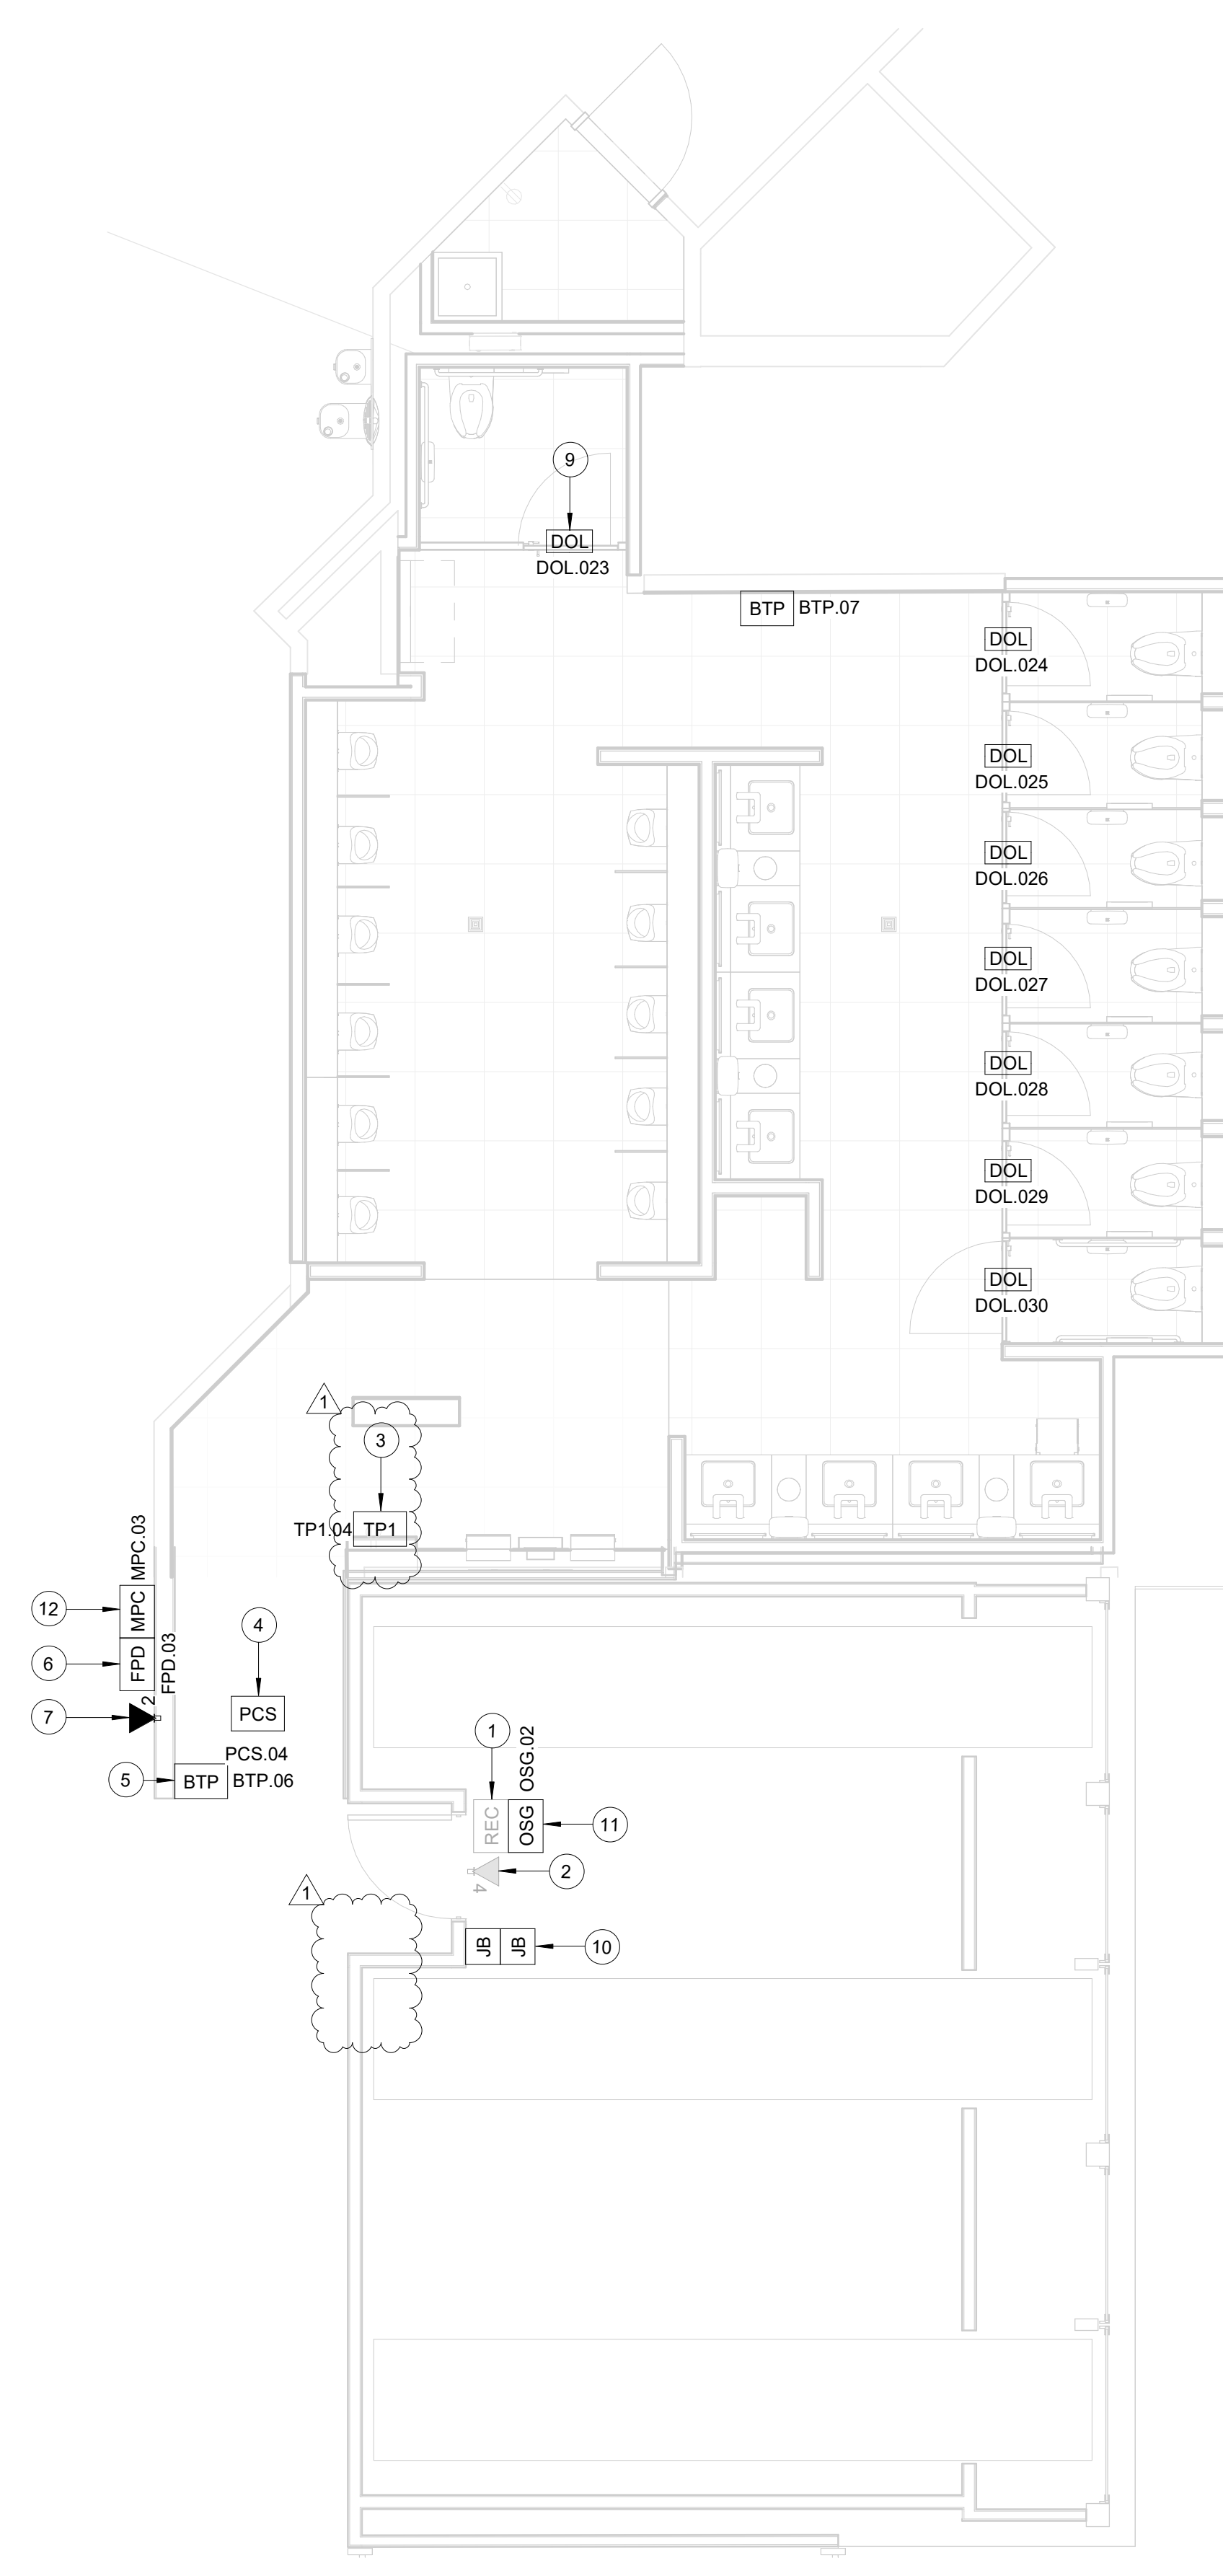 9
DOL
DOL.023
BTP BTP.07
DOL
DOL.024
DOL
DOL.025
DOL
DOL.026
DOL
DOL.027
DOL
DOL.028
DOL
DOL.029
DOL
DOL.030
1
3
TP1.04 TP1
MPC.03
12 MPC
6 FPD
FPD.03
4
2
7
PCS
PCS.04
5 BTP BTP.06
1
OSG.02
REC
OSG
11
2
4
1
JB JB 10